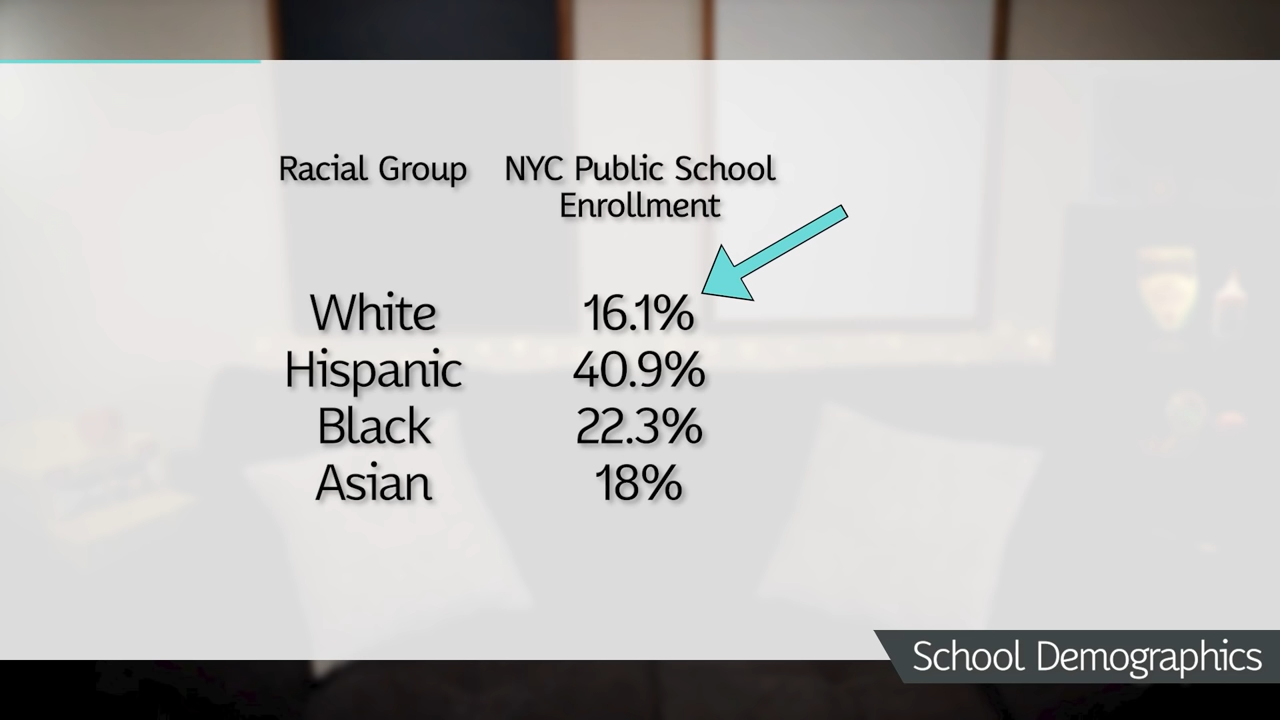 Racial Group NYC Public School
Enrollment
White 16.1%
Hispanic 40.9%
Black 22.3%
Asian 18%
School Demographics